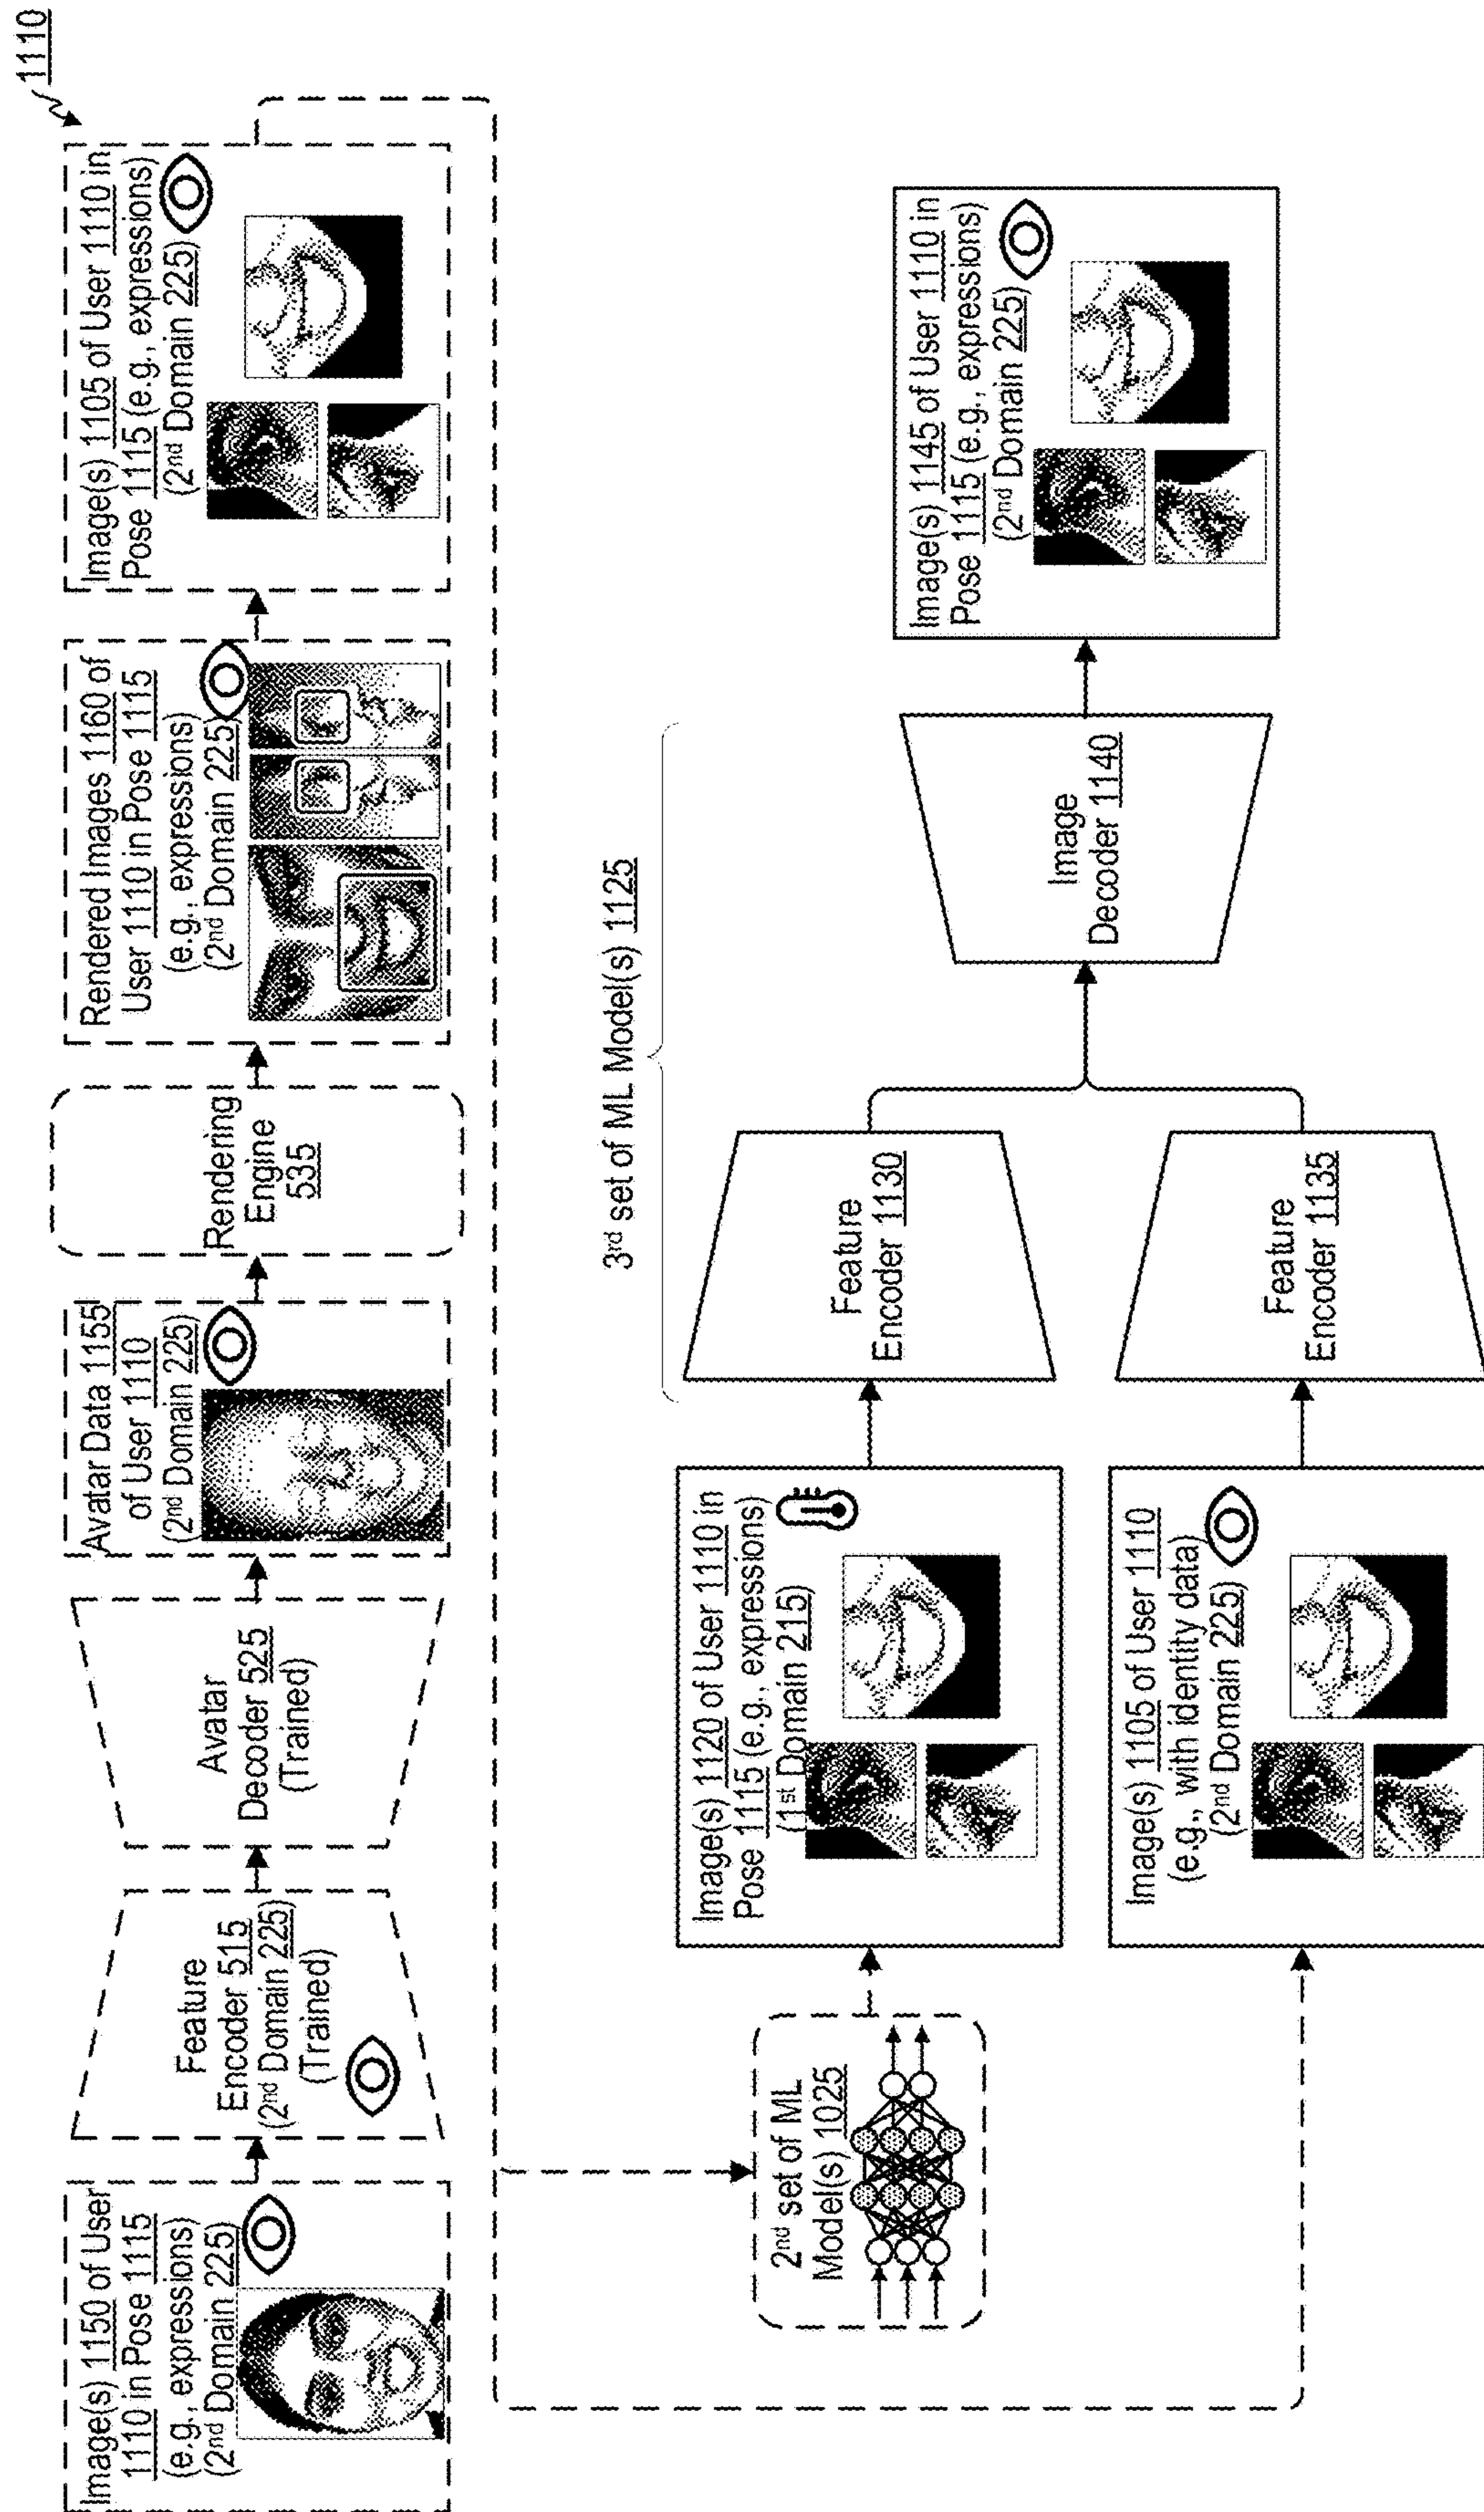 1110
Image(s) 1150 of User
1110 in Pose 1115
(e.g., expressions)
(2nd Domain 225)
Feature
Encoder 515
(2nd Domain 225)
(Trained)
Avatar
Decoder 525
(Trained)
Avatar Data 1155
of User 1110
(2nd Domain 225)
Rendering
Engine
535
Rendered Images 1160 of
User 1110 in Pose 1115
(e.g., expressions)
(2nd Domain 225)
Image(s) 1105 of User 1110 in
Pose 1115 (e.g., expressions)
(2nd Domain 225)
2nd set of ML
Model(s) 1025
Image(s) 1120 of User 1110 in
Pose 1115 (e.g., expressions)
(1st Domain 215)
Image(s) 1105 of User 1110
(e.g., with identity data)
(2nd Domain 225)
3rd set of ML Model(s) 1125
Feature
Encoder 1130
Feature
Encoder 1135
Image
Decoder 1140
Image(s) 1145 of User 1110 in
Pose 1115 (e.g., expressions)
(2nd Domain 225)